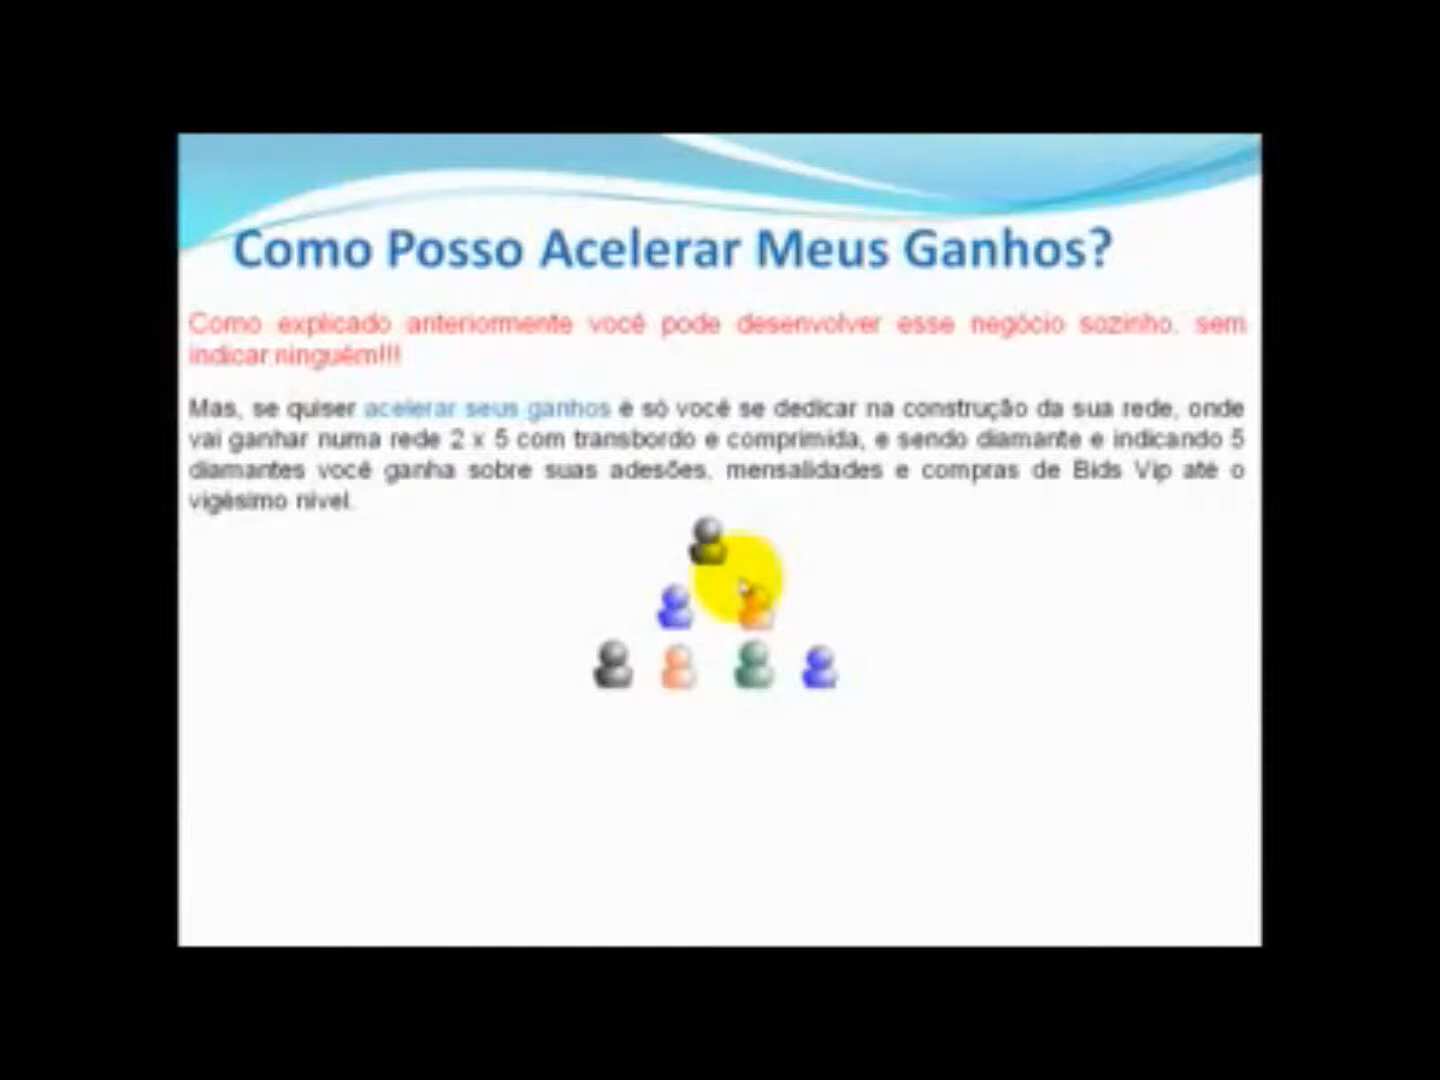 Como Posso Acelerar Meus Ganhos?
Como explicado anteriormente você pode desenvolver esse negócio sozinho, sem
indicar ninguém!!!
Mas, se quiser acelerar seus ganhos é só você se dedicar na construção da sua rede, onde
vai ganhar numa rede 2 x 5 com transbordo e comprimida, e sendo diamante e indicando 5
diamantes você ganha sobre suas adesões, mensalidades e compras de Bids Vip até o
vigésimo nível.